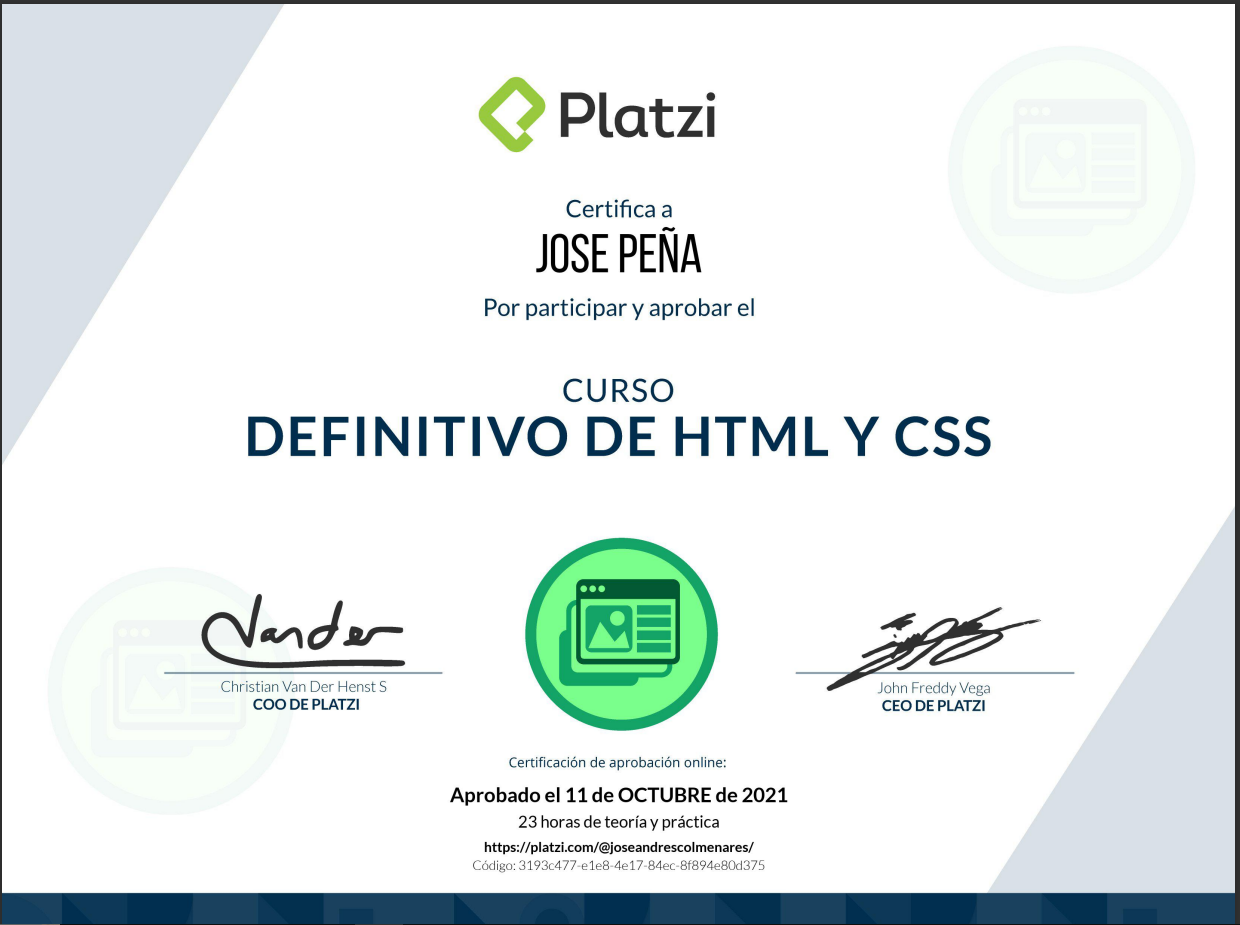 Platzi
Certifica a
JOSE PEÑA
Por participar y aprobar el
CURSO
DEFINITIVO DE HTML Y CSS
Vander
Christian Van Der Henst S
COO DE PLATZI
John Freddy Vega
CEO DE PLATZI
Certificación de aprobación online:
Aprobado el 11 de OCTUBRE de 2021
23 horas de teoría y práctica
https://platzi.com/@joseandrescolmenares/
Código: 3193c477-e1e8-4e17-84ec-8f894e80d375